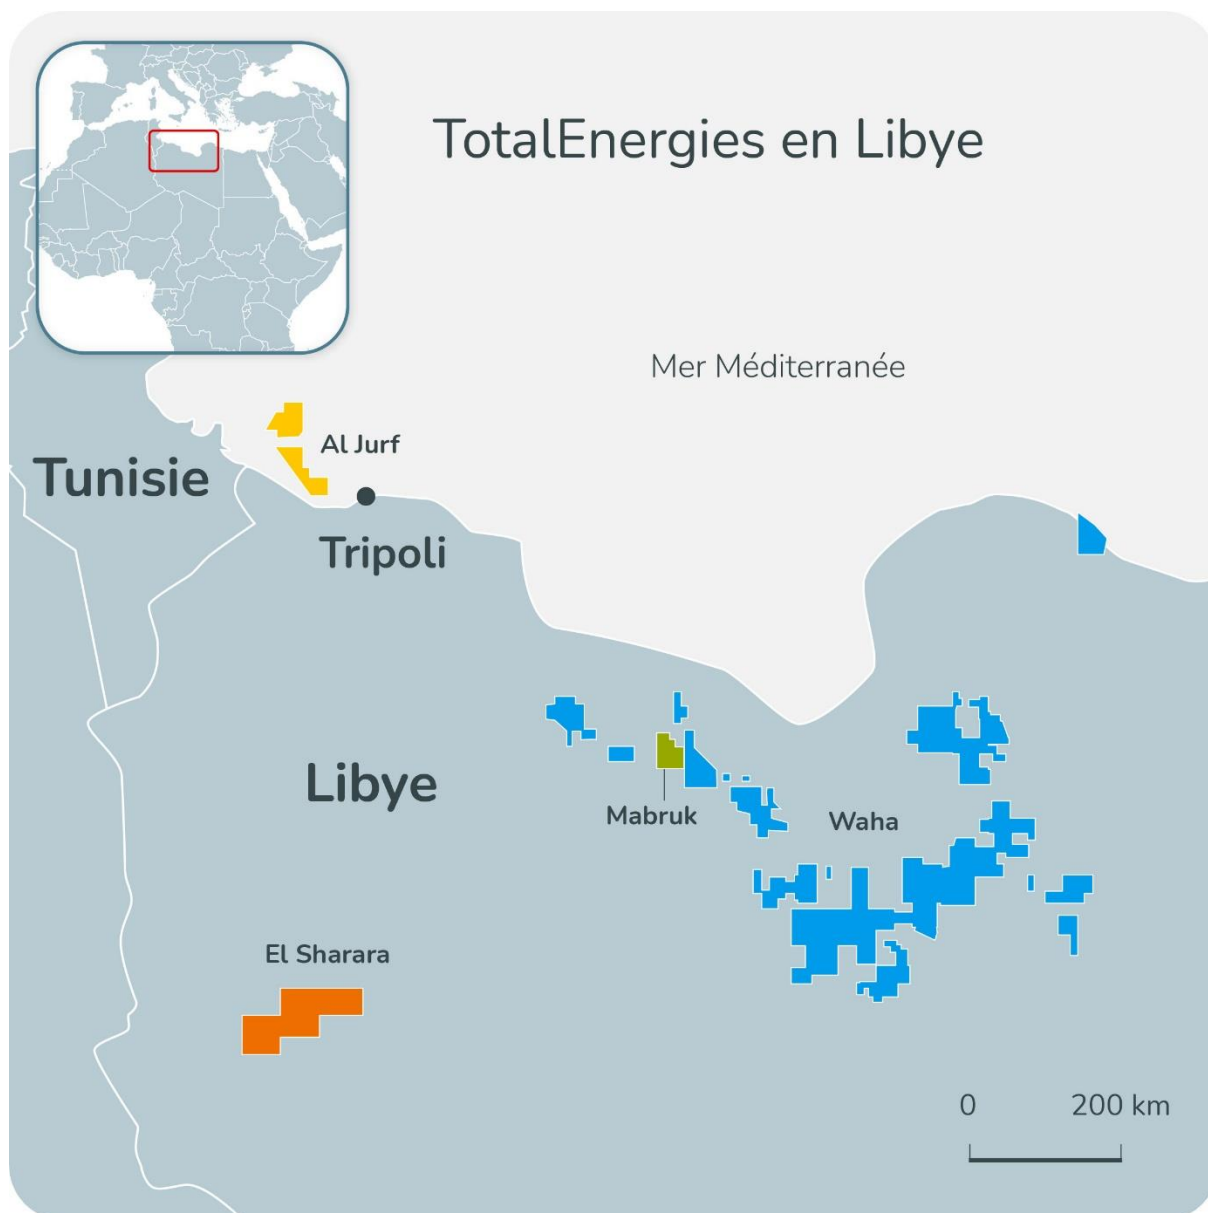 TotalEnergies en Libye
Mer Méditerranée
Al Jurf
Tunisie
Tripoli
Libye
Mabruk
Waha
El Sharara
0 200 km